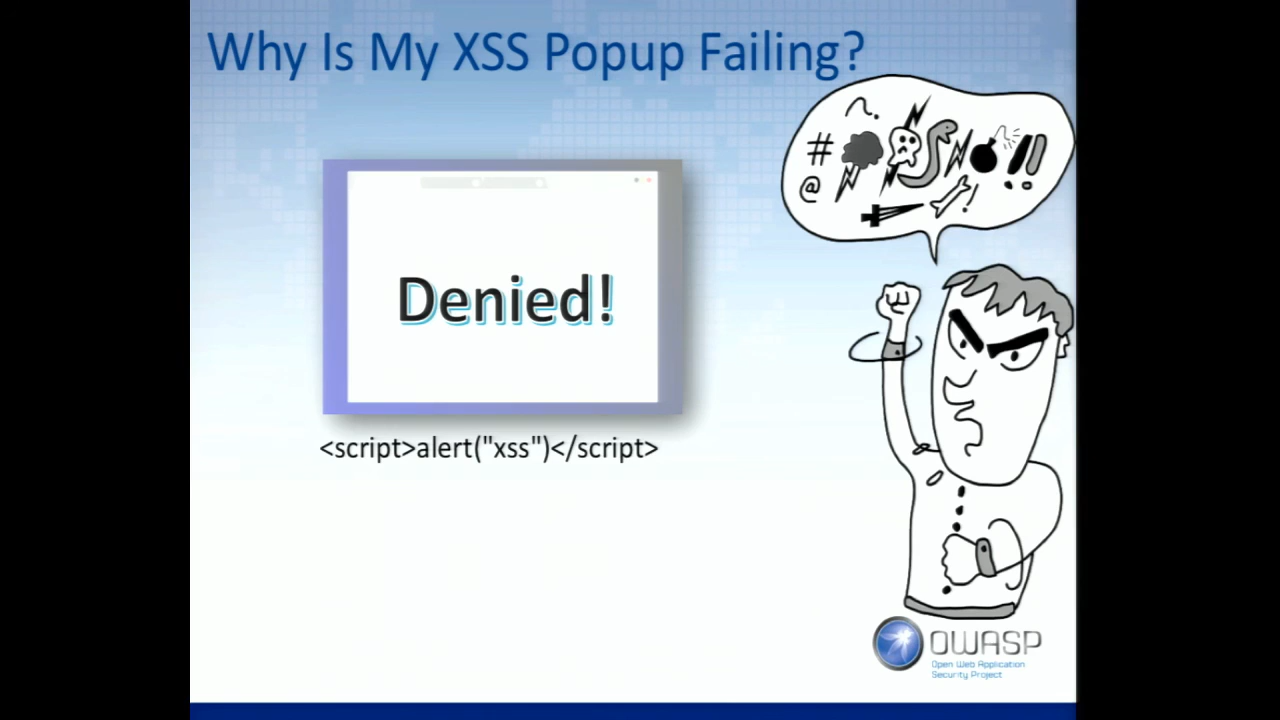 Why Is My XSS Popup Failing?
#
@
Denied!
<script>alert("xss")</script>
OWASP
Open Web Application
Security Project